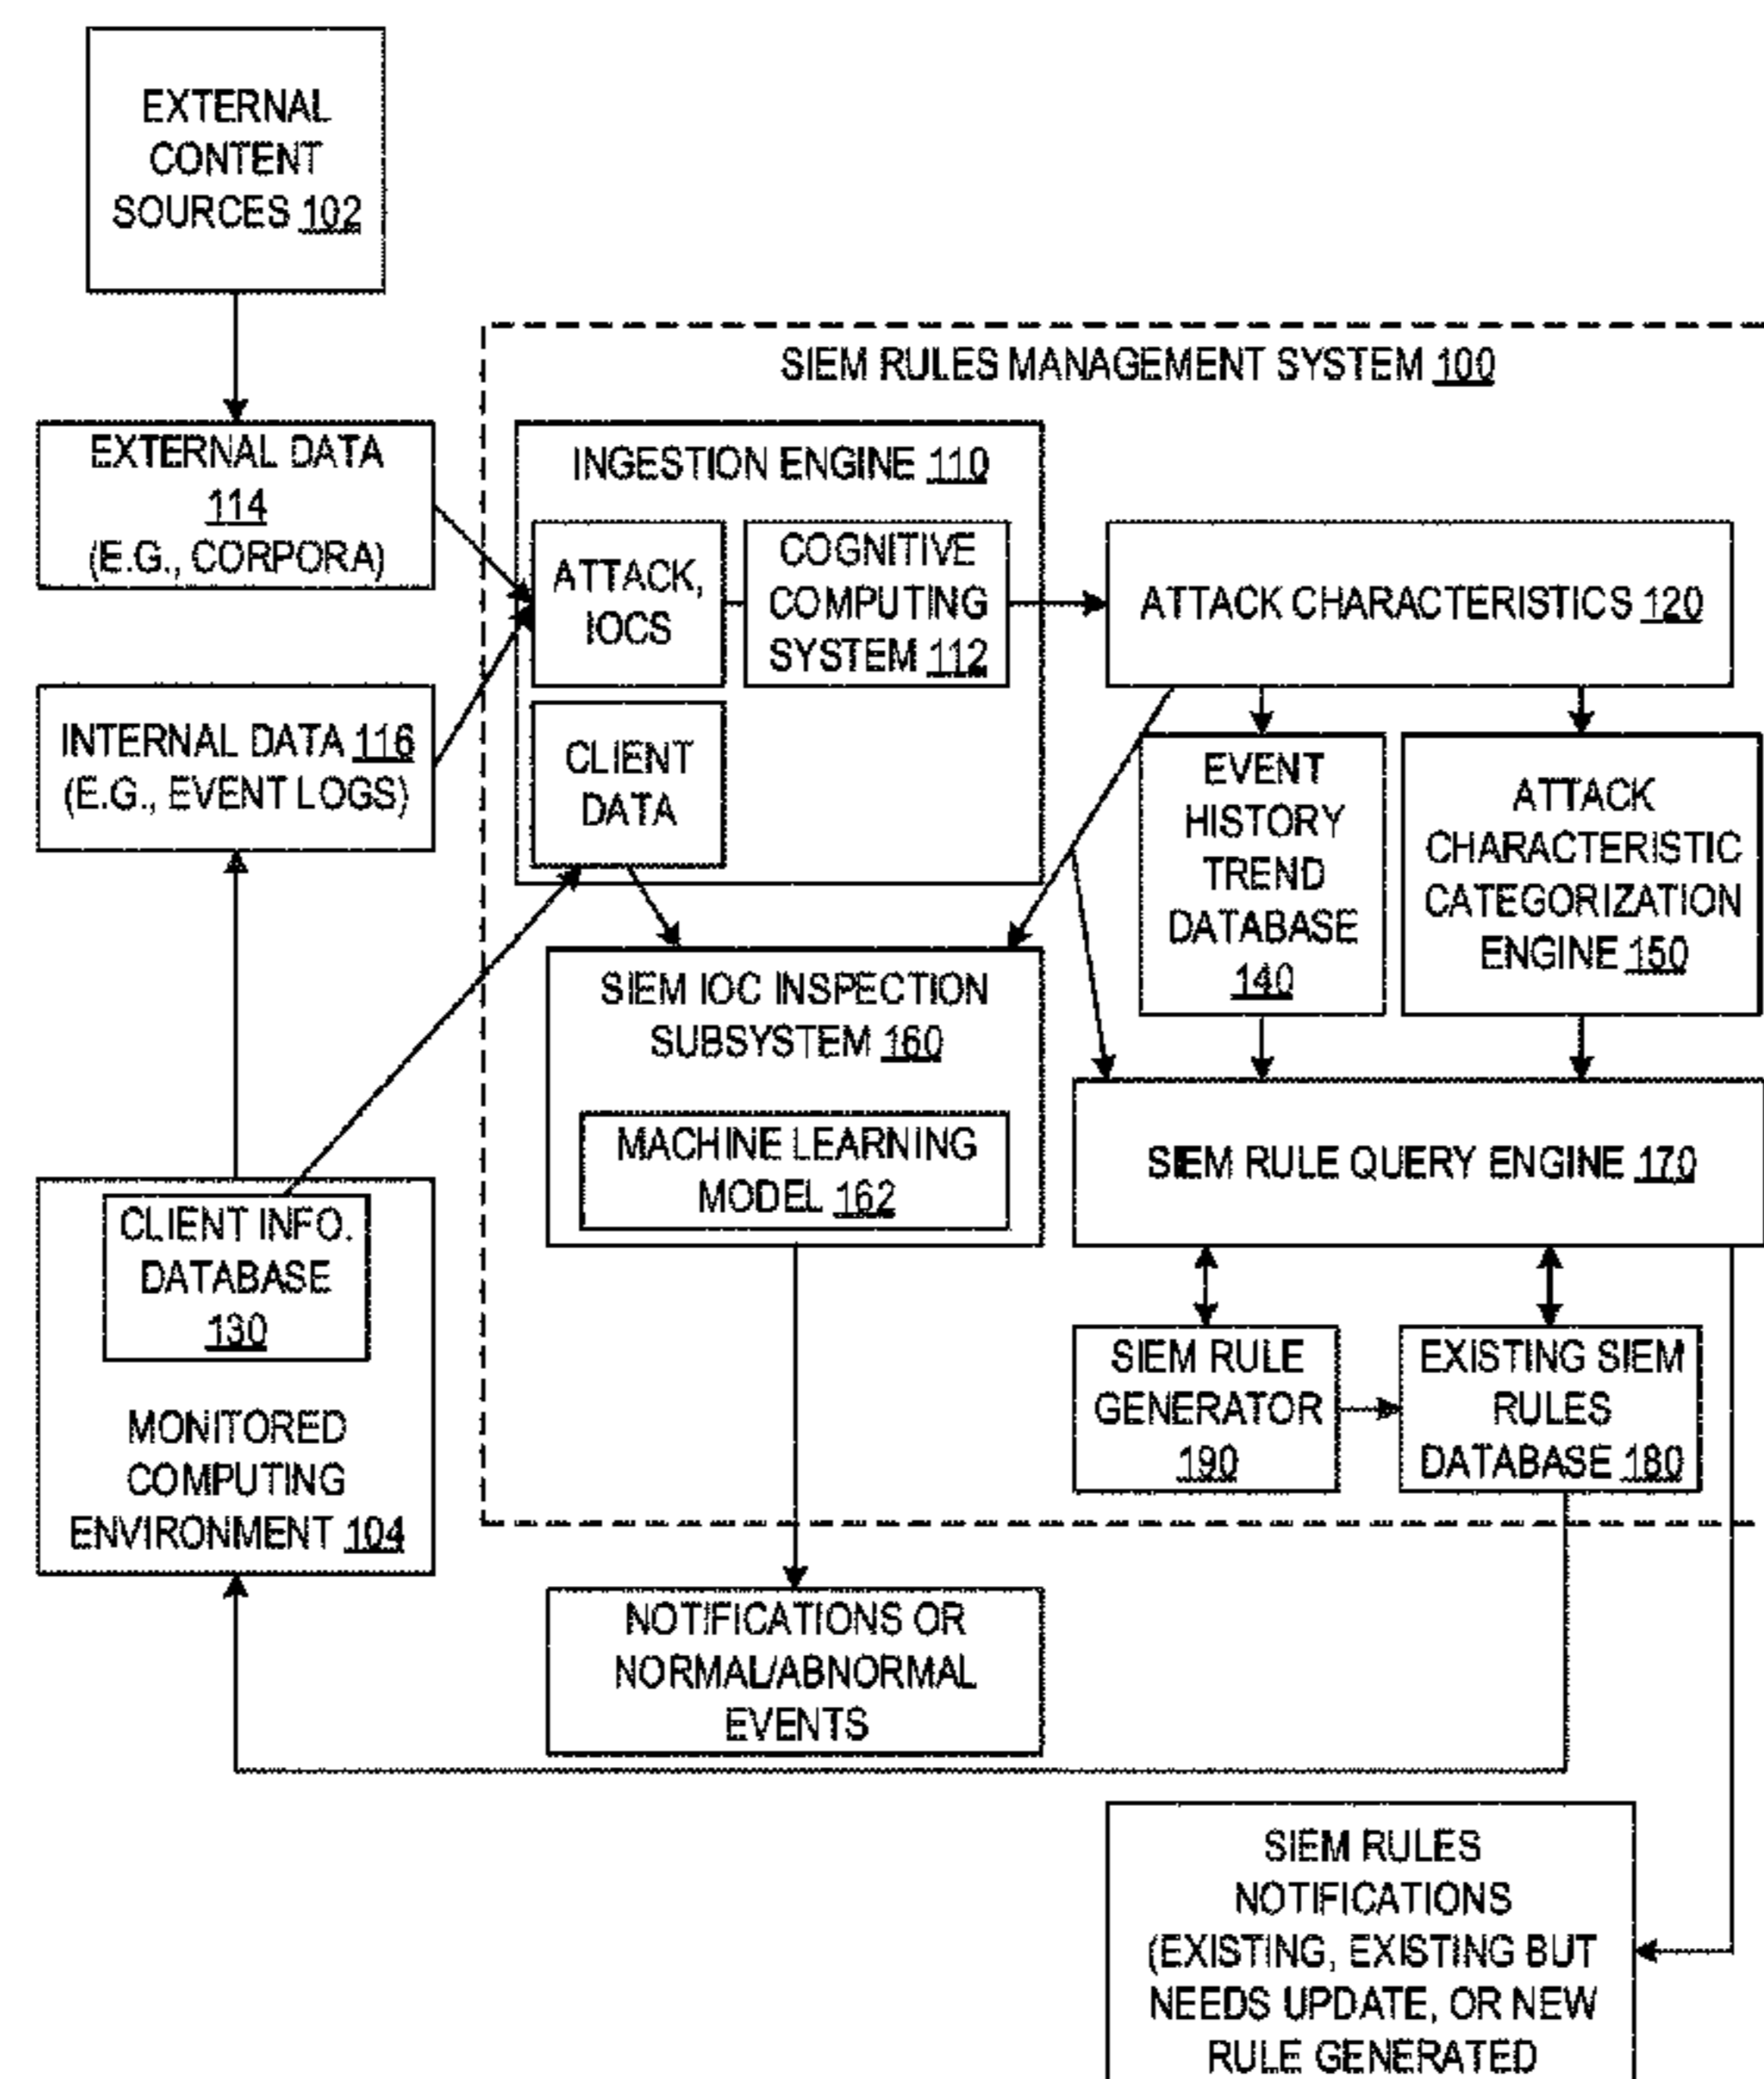 EXTERNAL
CONTENT
SOURCES 102
SIEM RULES MANAGEMENT SYSTEM 100
EXTERNAL DATA
114
(E.G., CORPORA)
INGESTION ENGINE 110
ATTACK,
IOCS
COGNITIVE
COMPUTING
SYSTEM 112
ATTACK CHARACTERISTICS 120
INTERNAL DATA 116
(E.G., EVENT LOGS)
CLIENT
DATA
EVENT
HISTORY
TREND
DATABASE
140
ATTACK
CHARACTERISTIC
CATEGORIZATION
ENGINE 150
SIEM IOC INSPECTION
SUBSYSTEM 160
MACHINE LEARNING
MODEL 162
SIEM RULE QUERY ENGINE 170
CLIENT INFO.
DATABASE
130
MONITORED
COMPUTING
ENVIRONMENT 104
SIEM RULE
GENERATOR
190
EXISTING SIEM
RULES
DATABASE 180
NOTIFICATIONS OR
NORMAL/ABNORMAL
EVENTS
SIEM RULES
NOTIFICATIONS
(EXISTING, EXISTING BUT
NEEDS UPDATE, OR NEW
RULE GENERATED